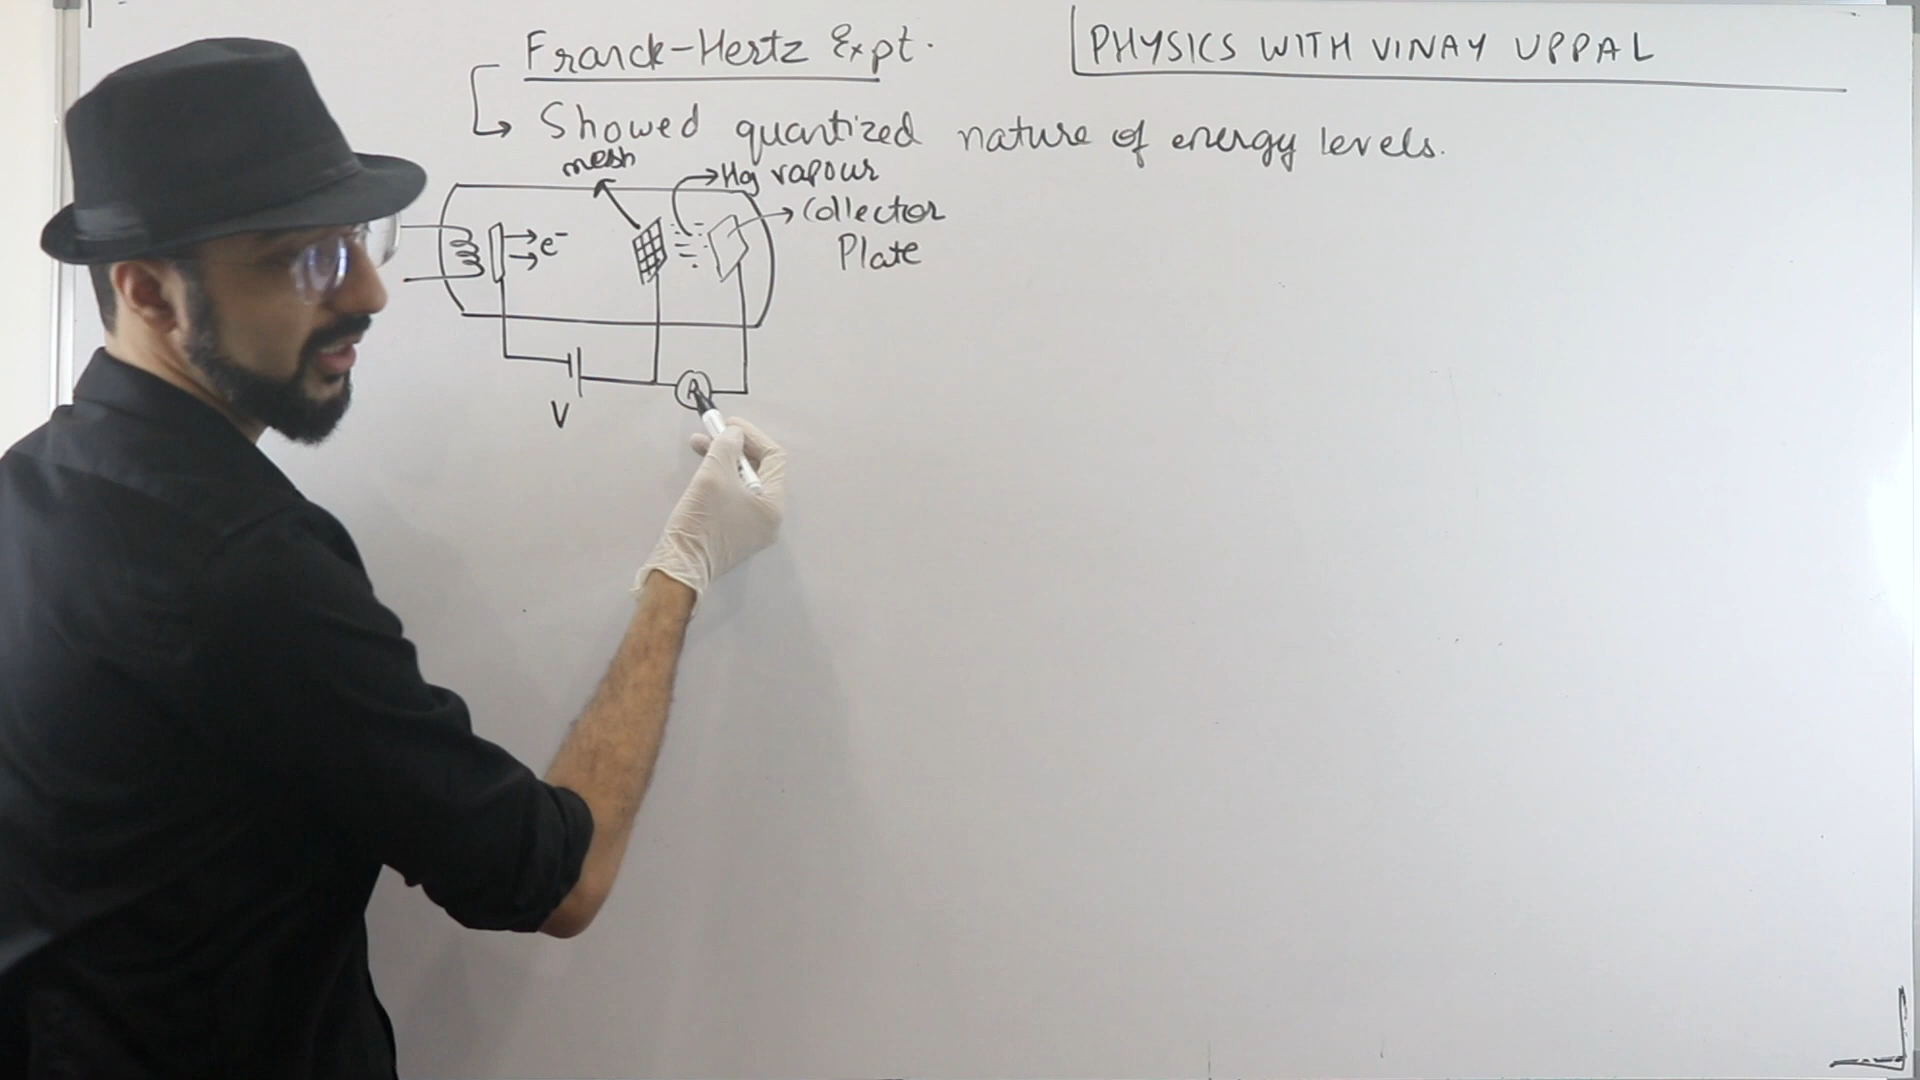 Franck-Hertz Expt.
PHYSICS WITH VINAY UPPAL
Showed quantized nature of energy levels.
mesh
Hg vapour
Collector
Plate
e⁻
A
V